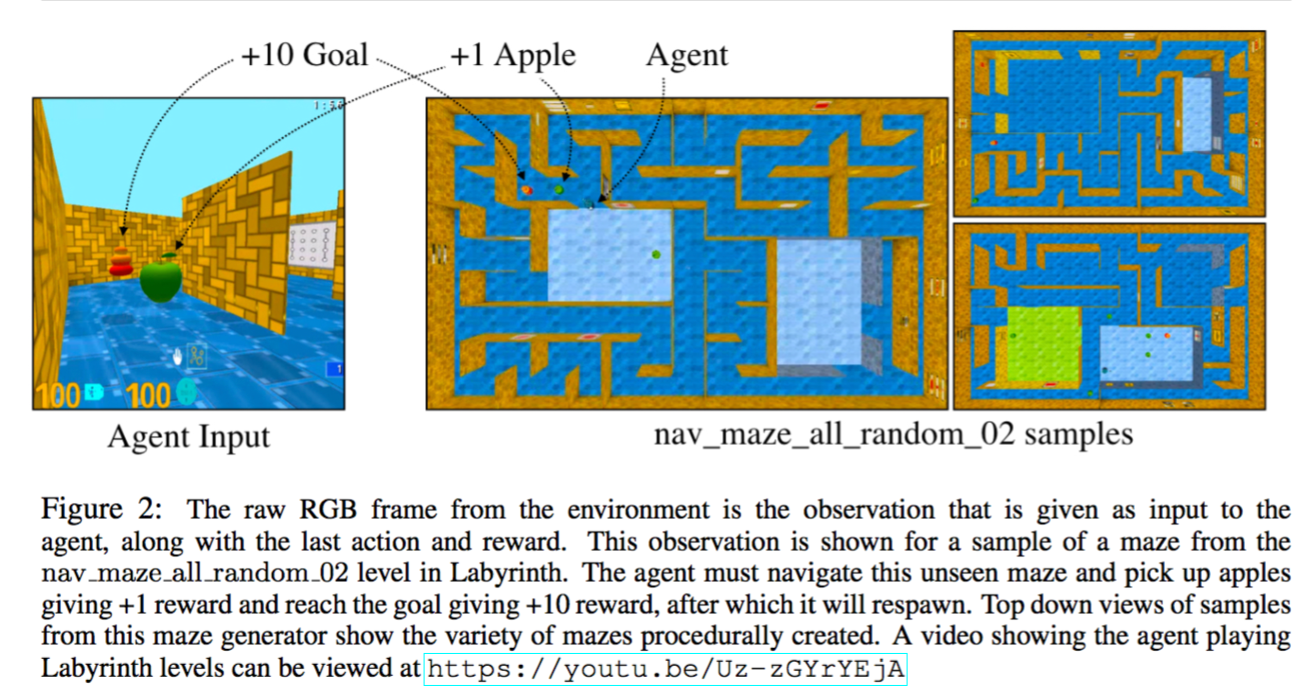 +10 Goal
+1 Apple
Agent
100
100
1
Agent Input
nav_maze_all_random_02 samples
Figure 2: The raw RGB frame from the environment is the observation that is given as input to the
agent, along with the last action and reward. This observation is shown for a sample of a maze from the
nav_maze_all_random_02 level in Labyrinth. The agent must navigate this unseen maze and pick up apples
giving +1 reward and reach the goal giving +10 reward, after which it will respawn. Top down views of samples
from this maze generator show the variety of mazes procedurally created. A video showing the agent playing
Labyrinth levels can be viewed at https://youtu.be/Uz-zGYrYEjA